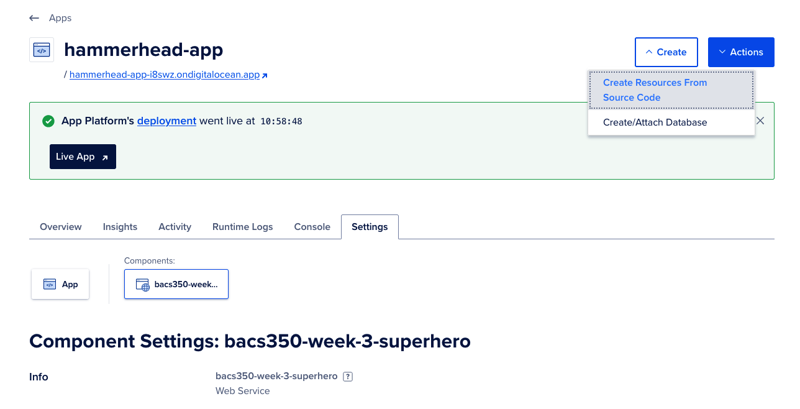 Apps
hammerhead-app
/ hammerhead-app-i8swz.ondigitalocean.app
Create
Actions
Create Resources From
Source Code
Create/Attach Database
App Platform's deployment went live at 10:58:48
Live App
Overview Insights Activity Runtime Logs Console Settings
Components:
App
bacs350-week...
Component Settings: bacs350-week-3-superhero
Info
bacs350-week-3-superhero ?
Web Service